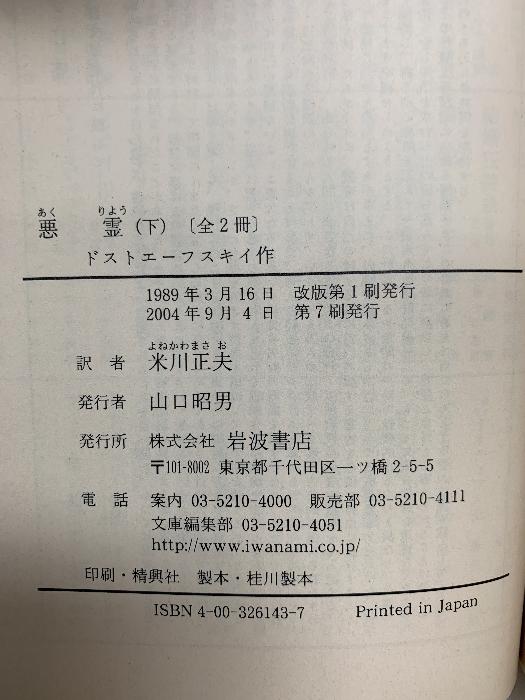 あく りょう
悪 霊(下)〔全2冊〕
ドストエーフスキイ作
1989年3月16日 改版第1刷発行
2004年9月4日 第7刷発行
よねかわまさ お
訳 者 米川正夫
発行者 山口昭男
発行所 株式会社 岩波書店
〒101-8002 東京都千代田区一ツ橋2-5-5
電 話 案内 03-5210-4000 販売部 03-5210-4111
文庫編集部 03-5210-4051
http://www.iwanami.co.jp/
印刷・精興社 製本・桂川製本
ISBN 4-00-326143-7 Printed in Japan